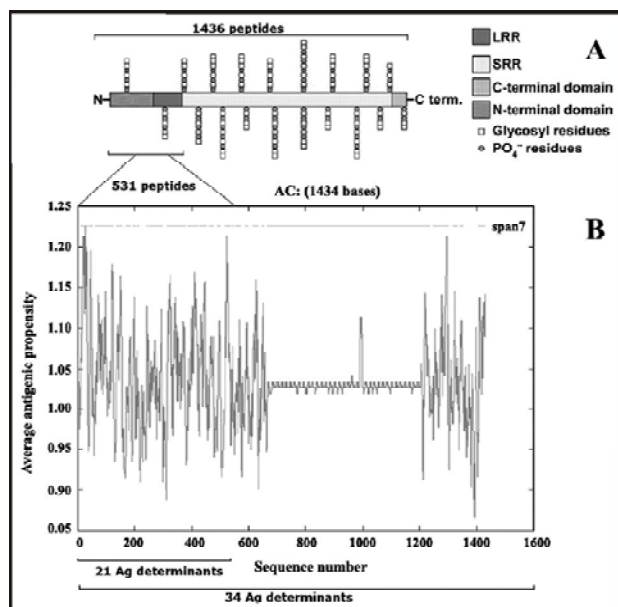 1436 peptides
A
LRR
SRR
C-terminal domain
N-terminal domain
Glycosyl residues
PO₄⁻ residues
N
C term.
531 peptides
AC: (1434 bases)
B
span7
Average antigenic propensity
1.25
1.20
1.15
1.10
1.05
1.00
0.95
0.90
0.05
0 200 400 600 800 1000 1200 1400 1600
Sequence number
21 Ag determinants
34 Ag determinants